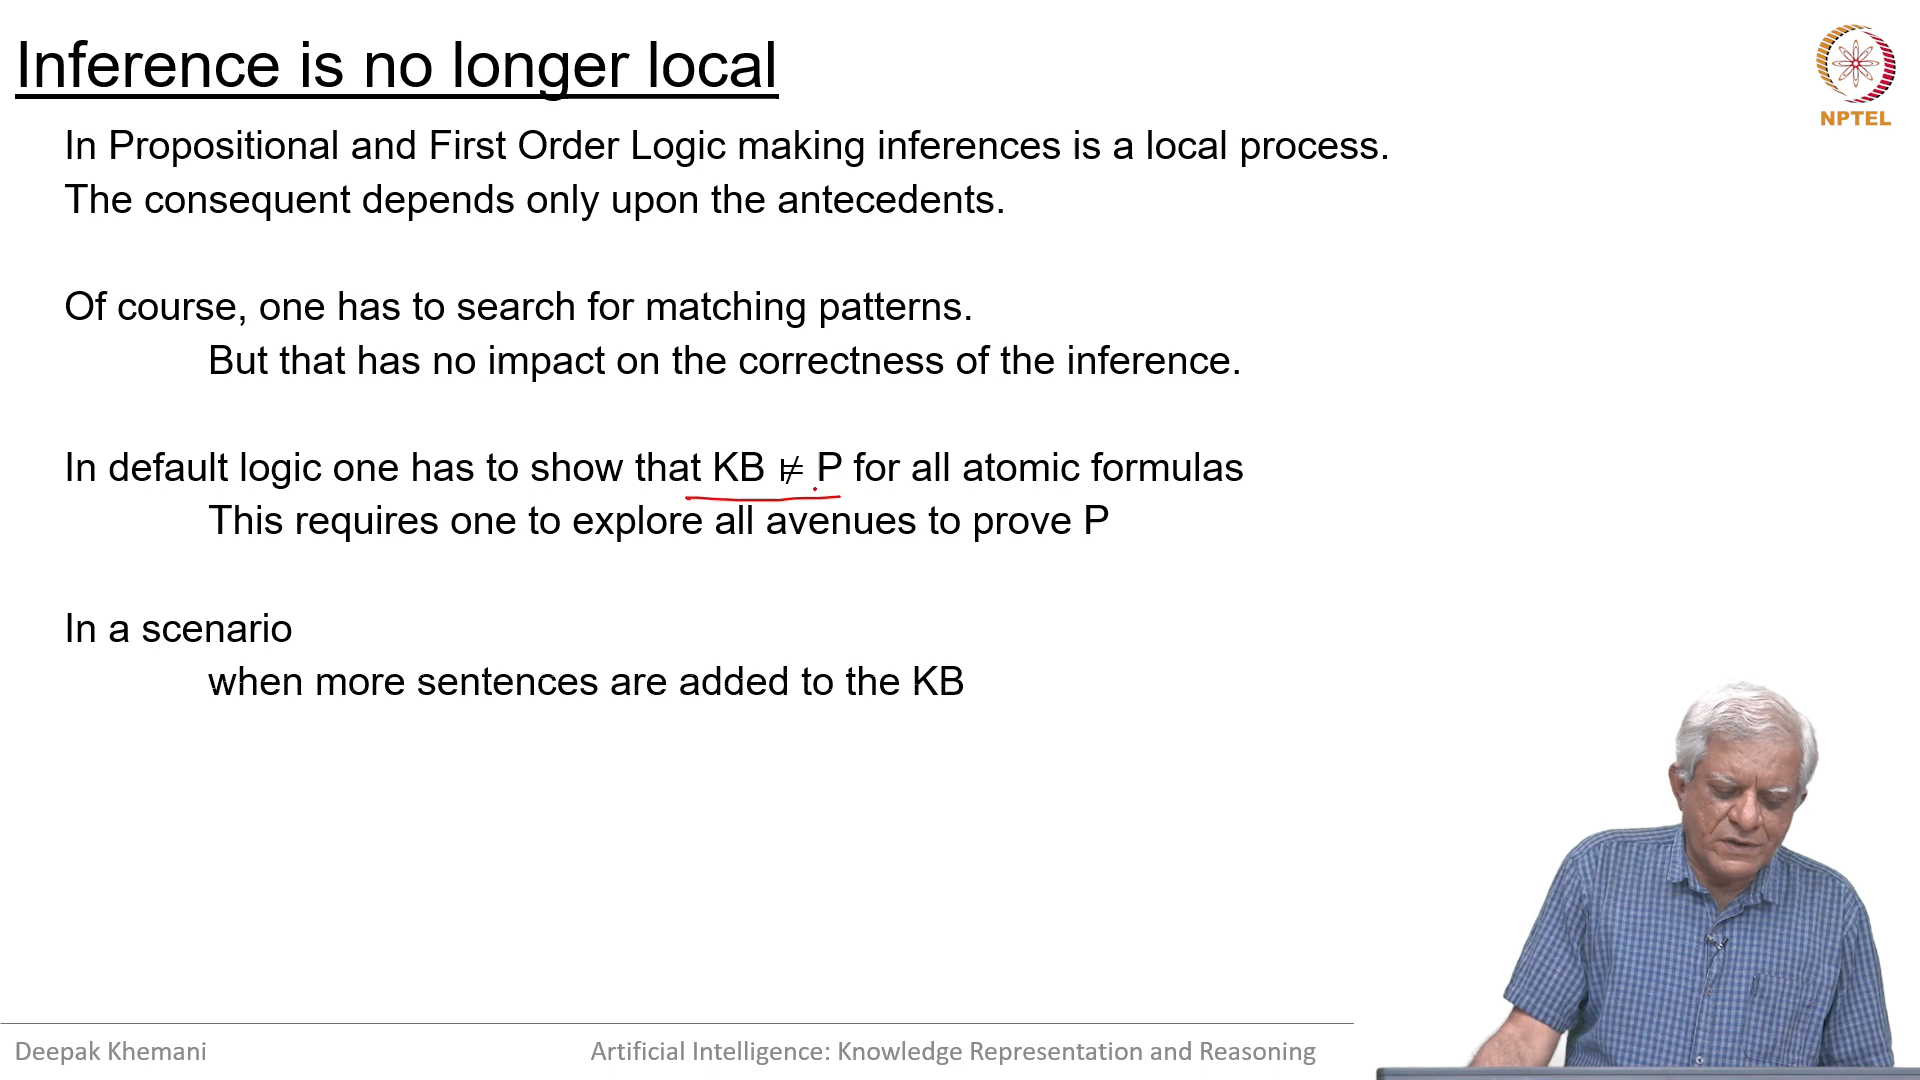 Inference is no longer local
NPTEL
In Propositional and First Order Logic making inferences is a local process.
The consequent depends only upon the antecedents.
Of course, one has to search for matching patterns.
But that has no impact on the correctness of the inference.
In default logic one has to show that KB ⊭ P for all atomic formulas
This requires one to explore all avenues to prove P
In a scenario
when more sentences are added to the KB
Deepak Khemani
Artificial Intelligence: Knowledge Representation and Reasoning